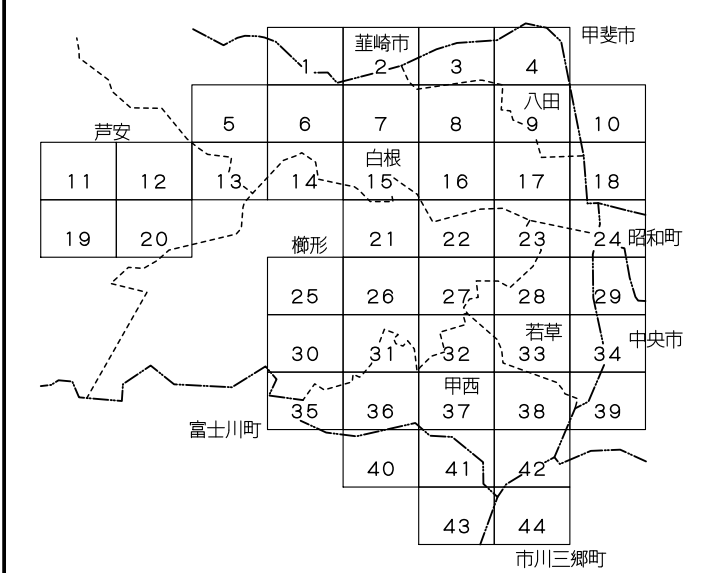 甲斐市
韮崎市
1 2 3 4
八田
5 6 7 8 9 10
芦安
白根
11 12 13 14 15 16 17 18
19 20 21 22 23 24 昭和町
櫛形
25 26 27 28 29
若草
中央市
30 31 32 33 34
甲西
35 36 37 38 39
富士川町
40 41 42
43 44
市川三郷町